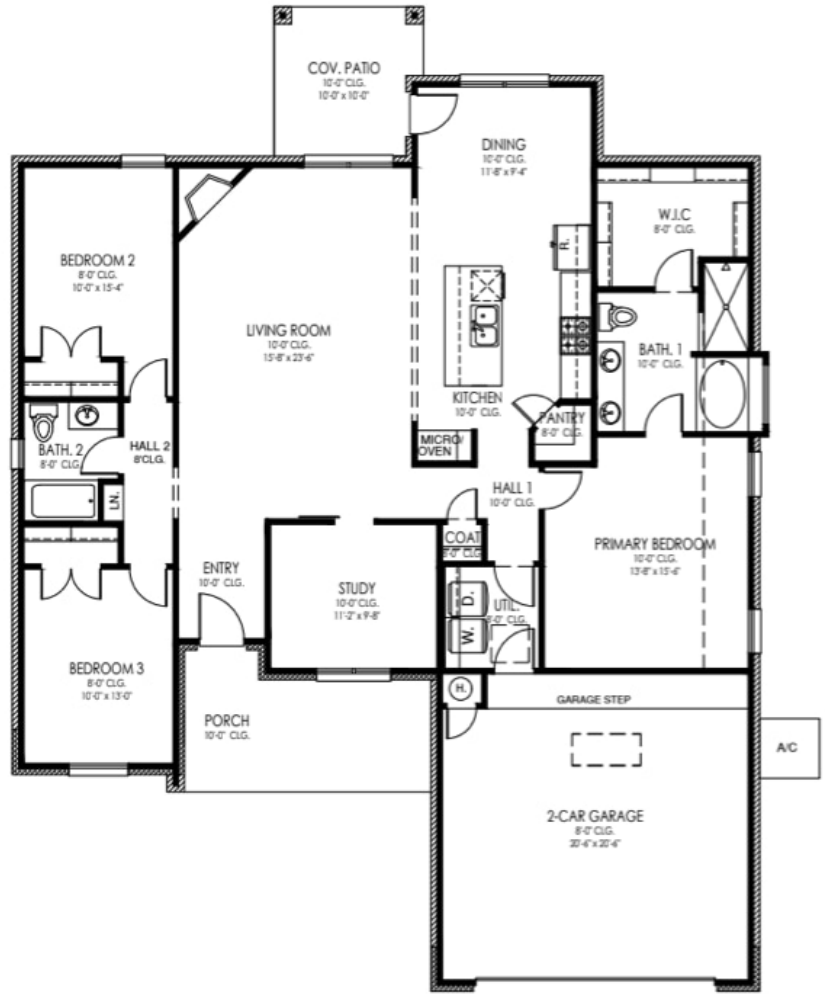 COV. PATIO
10'-0" CLG.
10'-0" x 10'-0"
DINING
10'-0" CLG.
11'-8" x 9'-4"
W.I.C
8'-0" CLG.
R.
BEDROOM 2
8'-0" CLG.
10'-0" x 15'-4"
LIVING ROOM
10'-0" CLG.
15'-8" x 23'-6"
BATH. 1
10'-0" CLG.
KITCHEN
10'-0" CLG.
PANTRY
8'-0" CLG.
MICRO/
OVEN
BATH. 2
8'-0" CLG.
HALL 2
8'CLG.
LN.
HALL 1
10'-0" CLG.
COAT
8'-0" CLG
PRIMARY BEDROOM
10'-0" CLG.
13'-8" x 15'-6"
ENTRY
10'-0" CLG.
STUDY
10'-0" CLG.
11'-2" x 9'-8"
D.
W.
UTIL.
8'-0" CLG.
BEDROOM 3
8'-0" CLG.
10'-0" x 13'-0"
H.
GARAGE STEP
PORCH
10'-0" CLG.
A/C
2-CAR GARAGE
8'-0" CLG.
20'-6" x 20'-6"